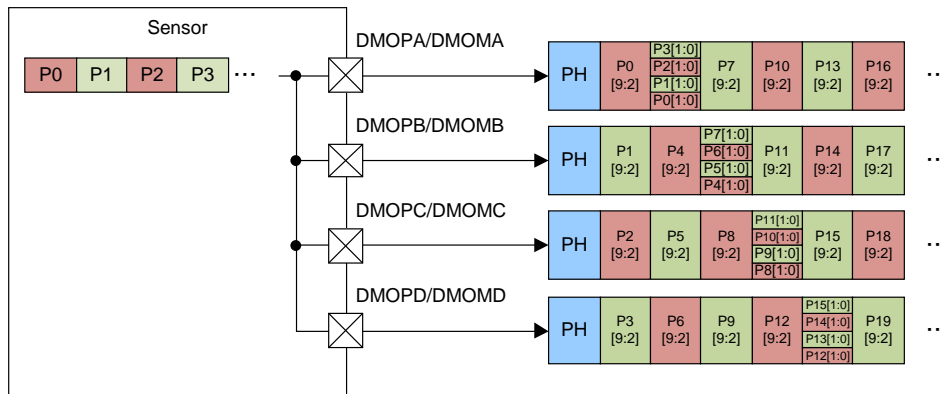 Sensor
P0 P1 P2 P3 ...
DMOPA/DMOMA
PH P0 [9:2] P3[1:0] P2[1:0] P1[1:0] P0[1:0] P7 [9:2] P10 [9:2] P13 [9:2] P16 [9:2] ..
DMOPB/DMOMB
PH P1 [9:2] P4 [9:2] P7[1:0] P6[1:0] P5[1:0] P4[1:0] P11 [9:2] P14 [9:2] P17 [9:2] ..
DMOPC/DMOMC
PH P2 [9:2] P5 [9:2] P8 [9:2] P11[1:0] P10[1:0] P9[1:0] P8[1:0] P15 [9:2] P18 [9:2] ..
DMOPD/DMOMD
PH P3 [9:2] P6 [9:2] P9 [9:2] P12 [9:2] P15[1:0] P14[1:0] P13[1:0] P12[1:0] P19 [9:2] ..